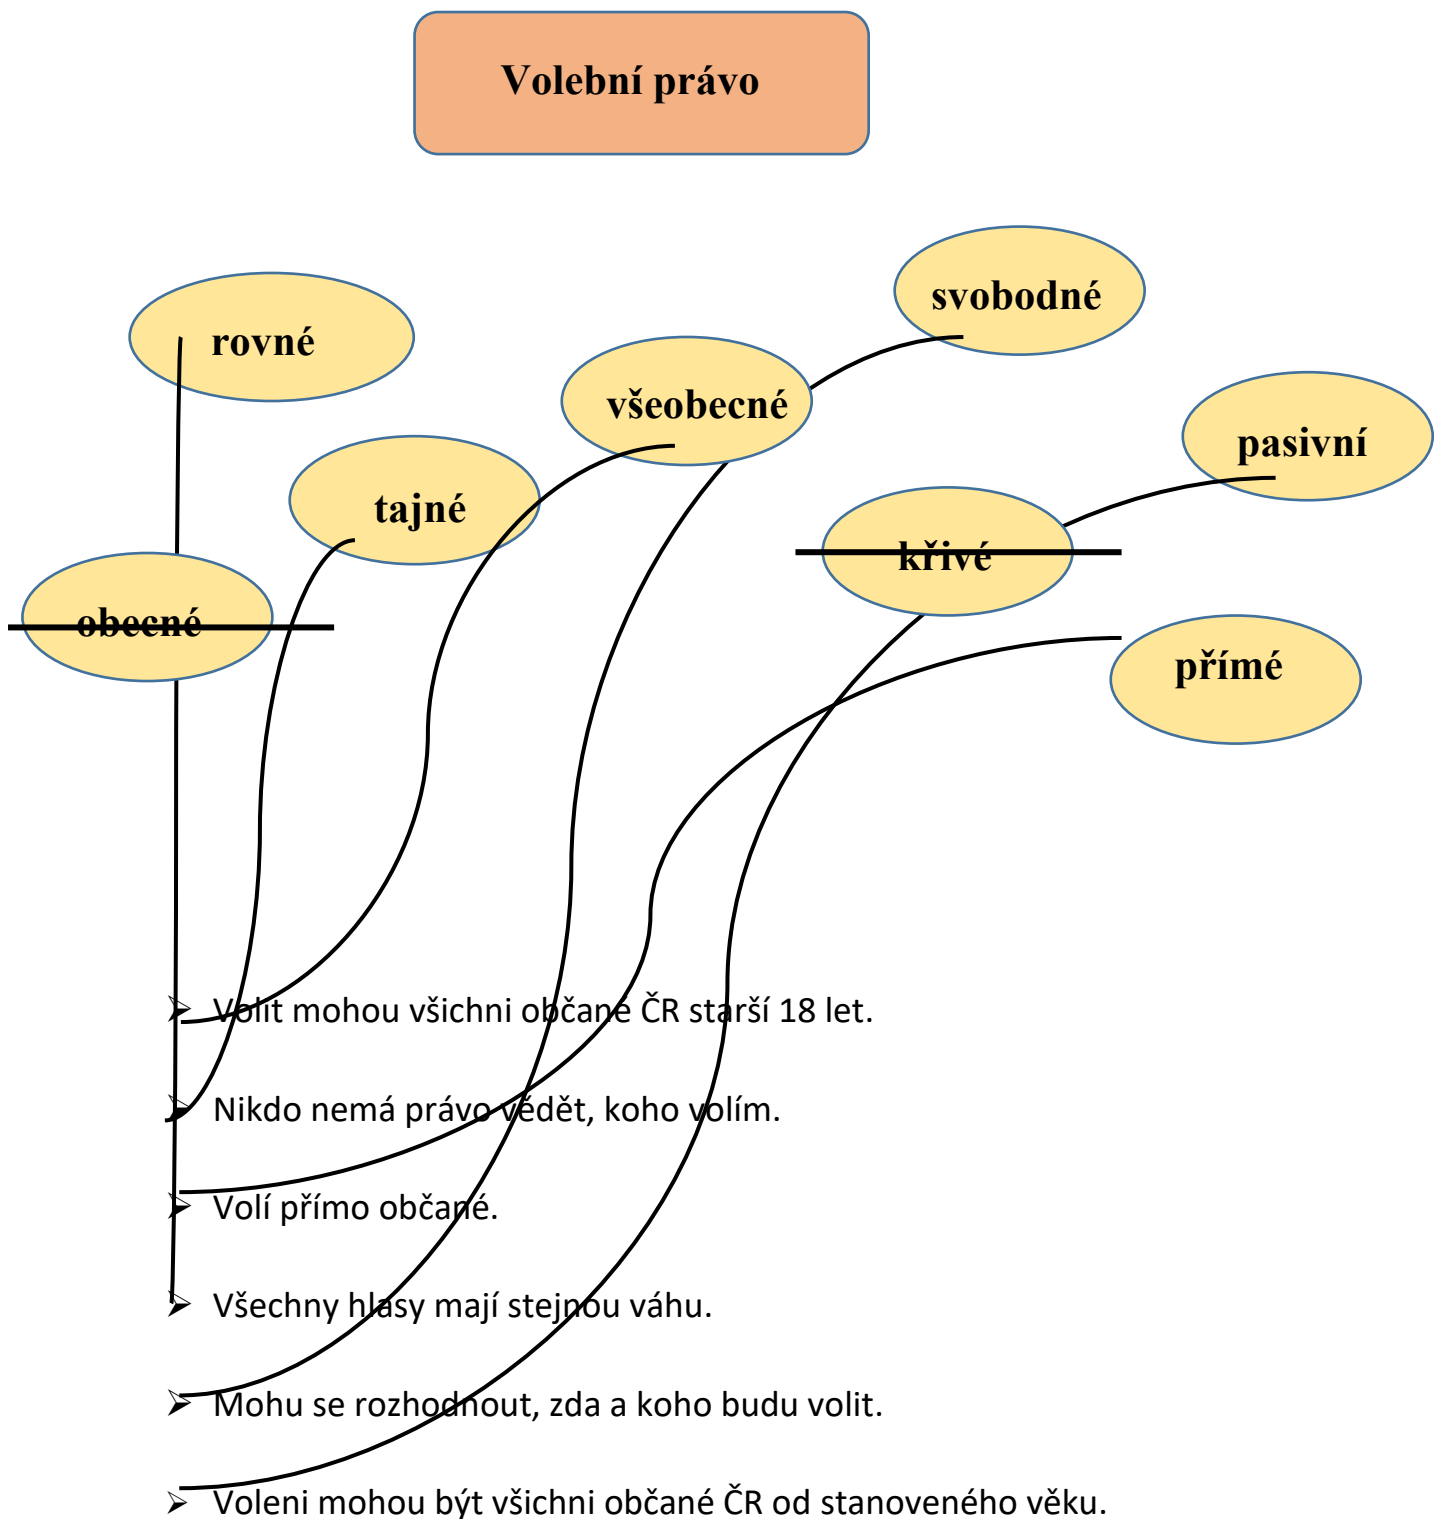 Volební právo
svobodné
rovné
všeobecné
pasivní
tajné
křivé
obecné
přímé
Volit mohou všichni občané ČR starší 18 let.
Nikdo nemá právo vědět, koho volím.
Volí přímo občané.
Všechny hlasy mají stejnou váhu.
Mohu se rozhodnout, zda a koho budu volit.
Voleni mohou být všichni občané ČR od stanoveného věku.